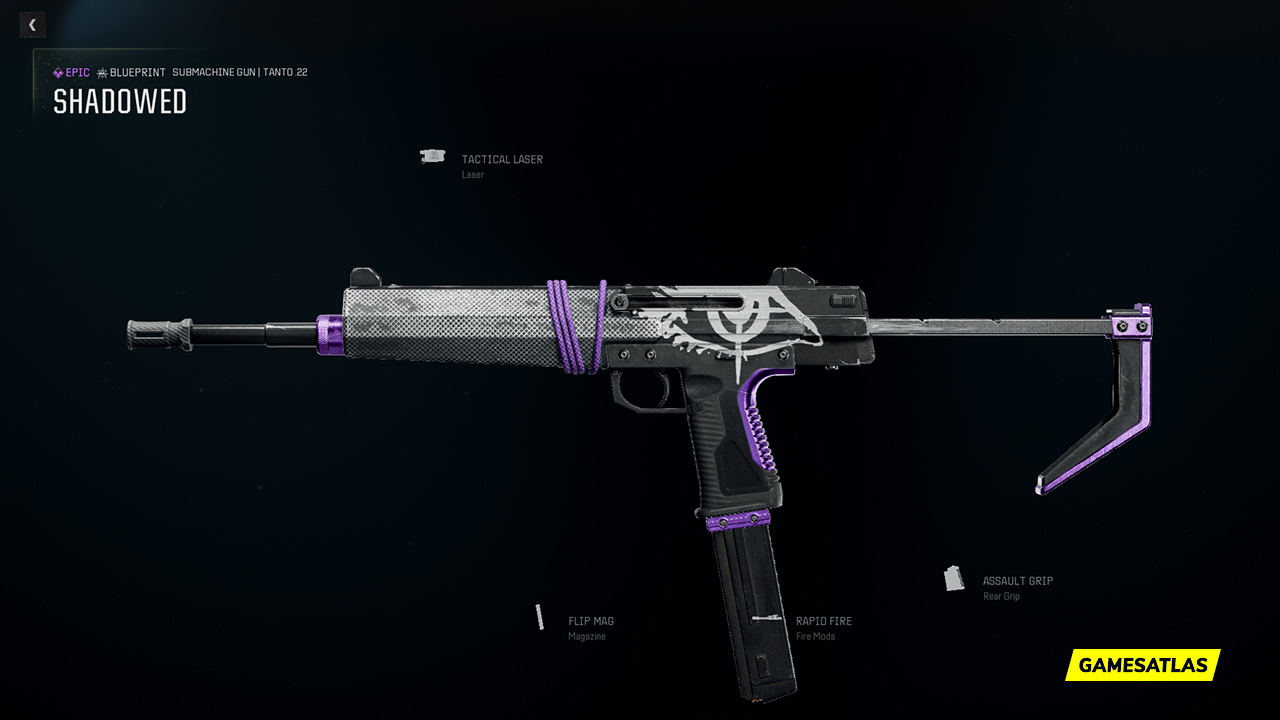 EPIC BLUEPRINT SUBMACHINE GUN | TANTO .22
SHADOWED
TACTICAL LASER
Laser
ASSAULT GRIP
Rear Grip
FLIP MAG
Magazine
RAPID FIRE
Fire Mods
GAMESATLAS